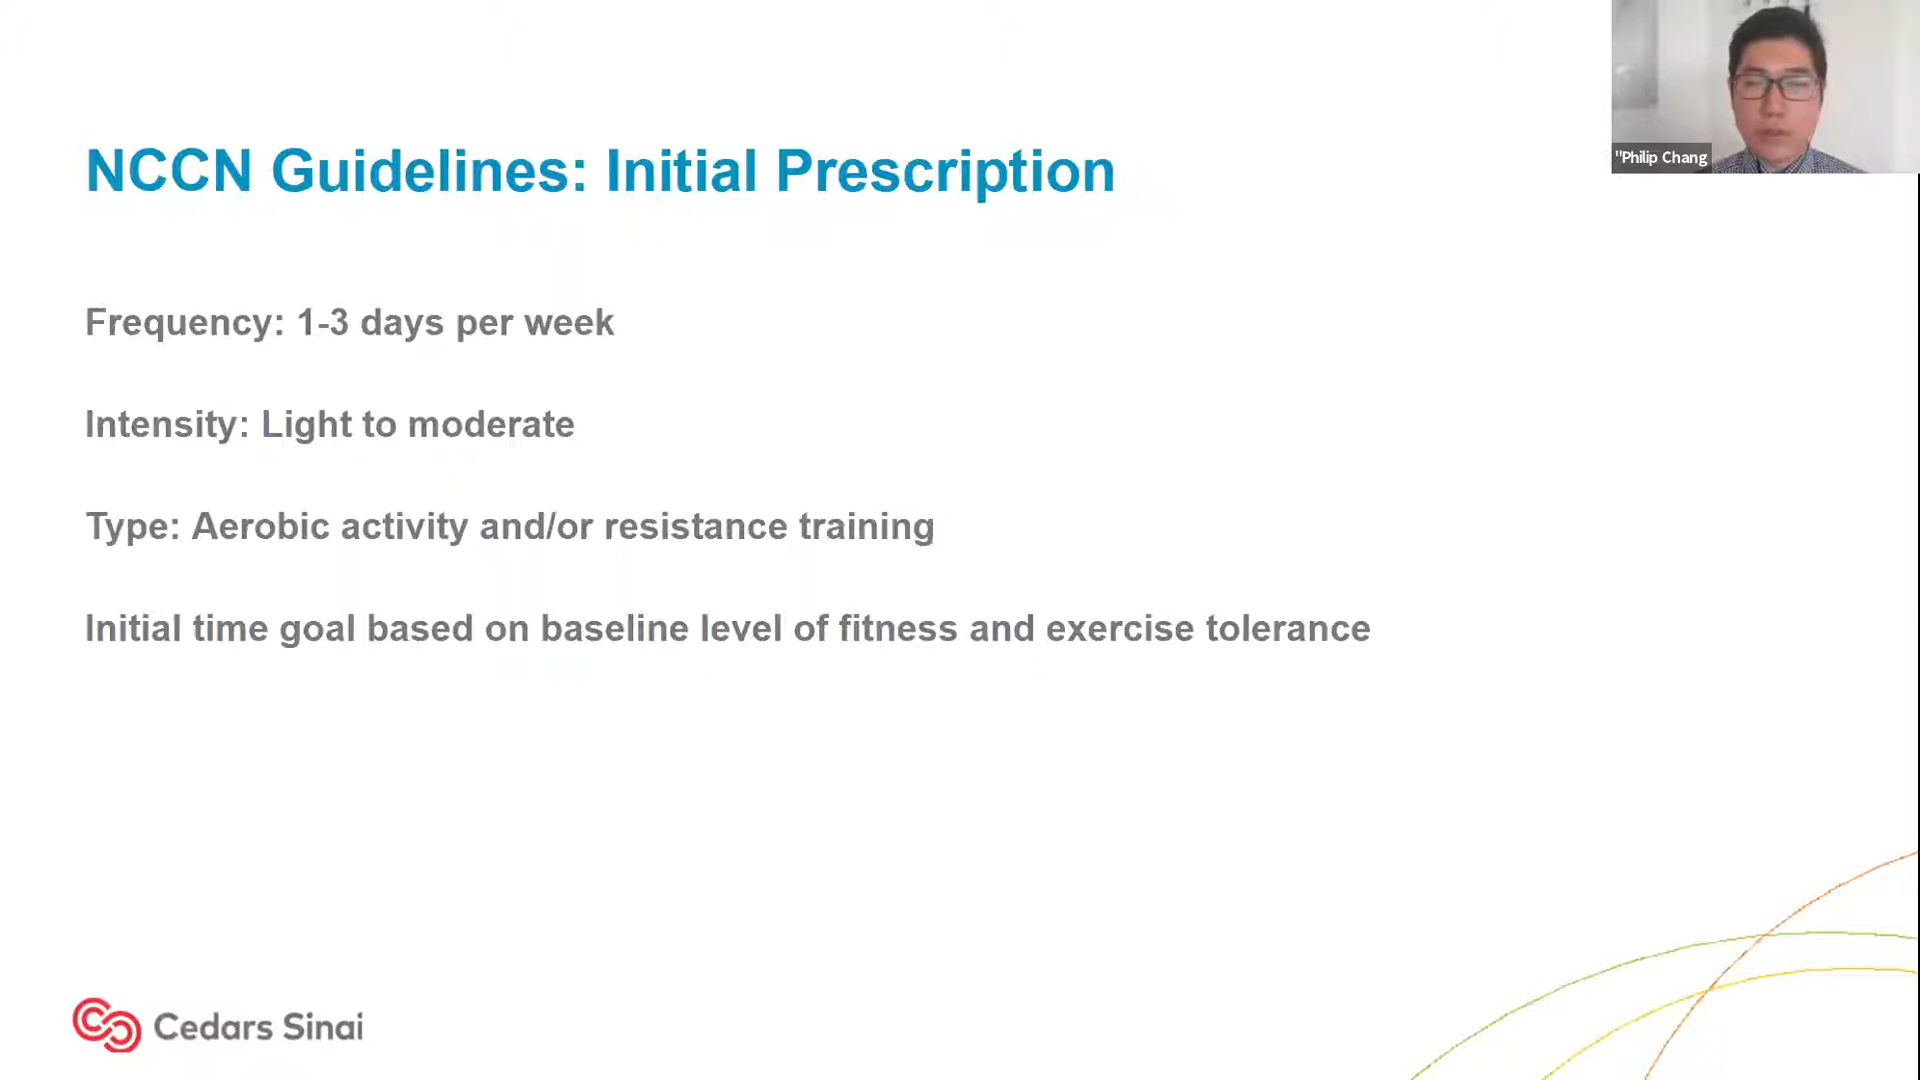 NCCN Guidelines: Initial Prescription
"Philip Chang
Frequency: 1-3 days per week
Intensity: Light to moderate
Type: Aerobic activity and/or resistance training
Initial time goal based on baseline level of fitness and exercise tolerance
Cedars Sinai